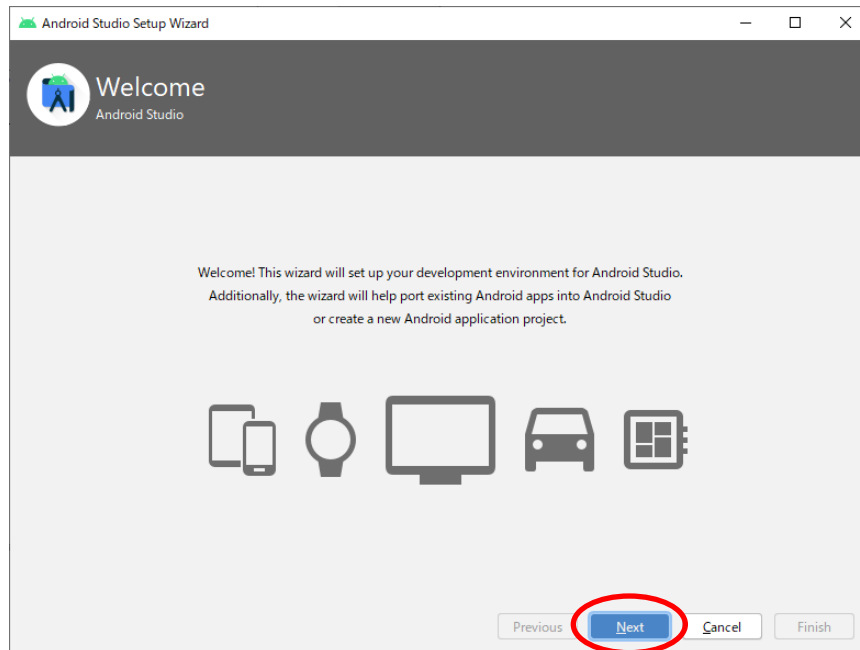 Android Studio Setup Wizard
Welcome
Android Studio
Welcome! This wizard will set up your development environment for Android Studio.
Additionally, the wizard will help port existing Android apps into Android Studio
or create a new Android application project.
Previous Next Cancel Finish